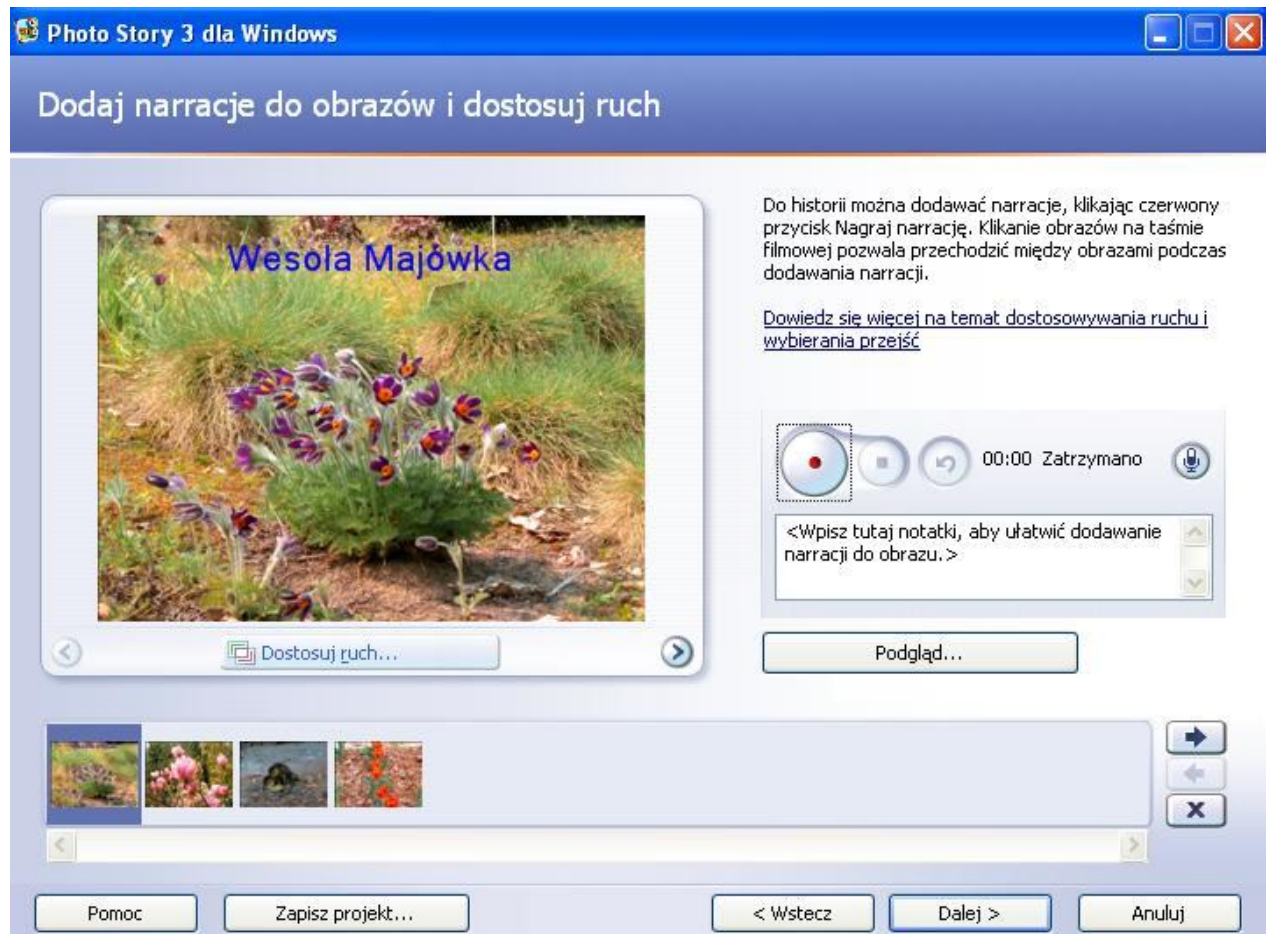 Photo Story 3 dla Windows
Dodaj narracje do obrazów i dostosuj ruch
Wesoła Majówka
Dostosuj ruch...
Do historii można dodawać narracje, klikając czerwony
przycisk Nagraj narrację. Klikanie obrazów na taśmie
filmowej pozwala przechodzić między obrazami podczas
dodawania narracji.
Dowiedz się więcej na temat dostosowywania ruchu i
wybierania przejść
00:00 Zatrzymano
<Wpisz tutaj notatki, aby ułatwić dodawanie
narracji do obrazu.>
Podgląd...
Pomoc
Zapisz projekt...
< Wstecz
Dalej >
Anuluj